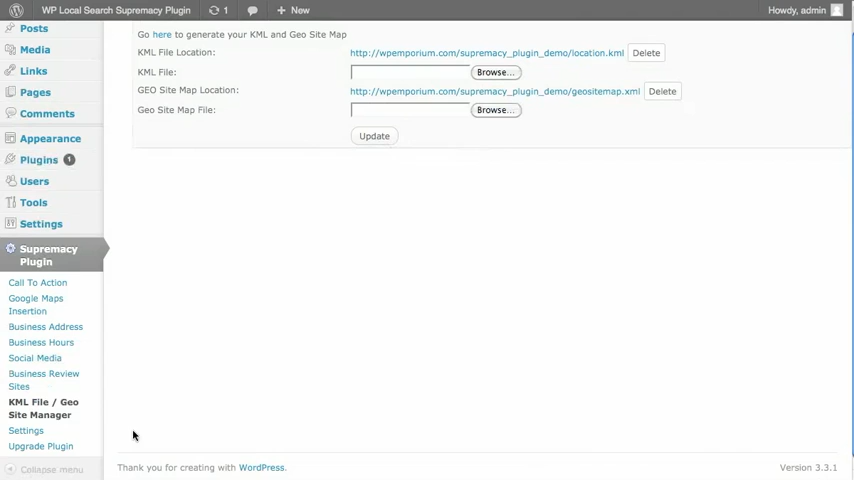 WP Local Search Supremacy Plugin 1 New Howdy, admin
Posts
Media
Links
Pages
Comments
Appearance
Plugins 1
Users
Tools
Settings
Supremacy
Plugin
Call To Action
Google Maps
Insertion
Business Address
Business Hours
Social Media
Business Review
Sites
KML File / Geo
Site Manager
Settings
Upgrade Plugin
Collapse menu
Go here to generate your KML and Geo Site Map
KML File Location: http://wpemporium.com/supremacy_plugin_demo/location.kml Delete
KML File: Browse...
GEO Site Map Location: http://wpemporium.com/supremacy_plugin_demo/geositemap.xml Delete
Geo Site Map File: Browse...
Update
Thank you for creating with WordPress. Version 3.3.1